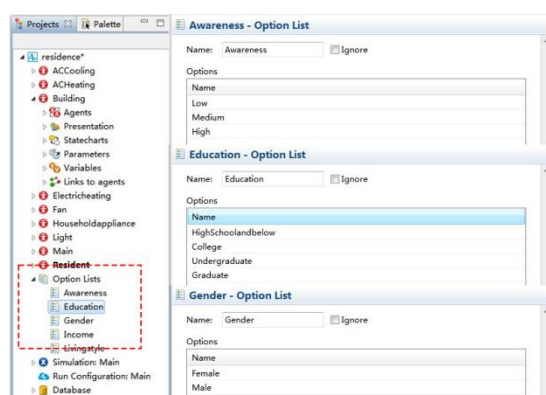 Projects Palette
residence*
ACCooling
ACHeating
Building
Agents
Presentation
Statecharts
Parameters
Variables
Links to agents
Electricheating
Fan
Householdappliance
Light
Main
Resident
Option Lists
Awareness
Education
Gender
Income
Livingstyle
Simulation: Main
Run Configuration: Main
Database
Awareness - Option List
Name: Awareness Ignore
Options
Name
Low
Medium
High
Education - Option List
Name: Education Ignore
Options
Name
HighSchoolandbelow
College
Undergraduate
Graduate
Gender - Option List
Name: Gender Ignore
Options
Name
Female
Male